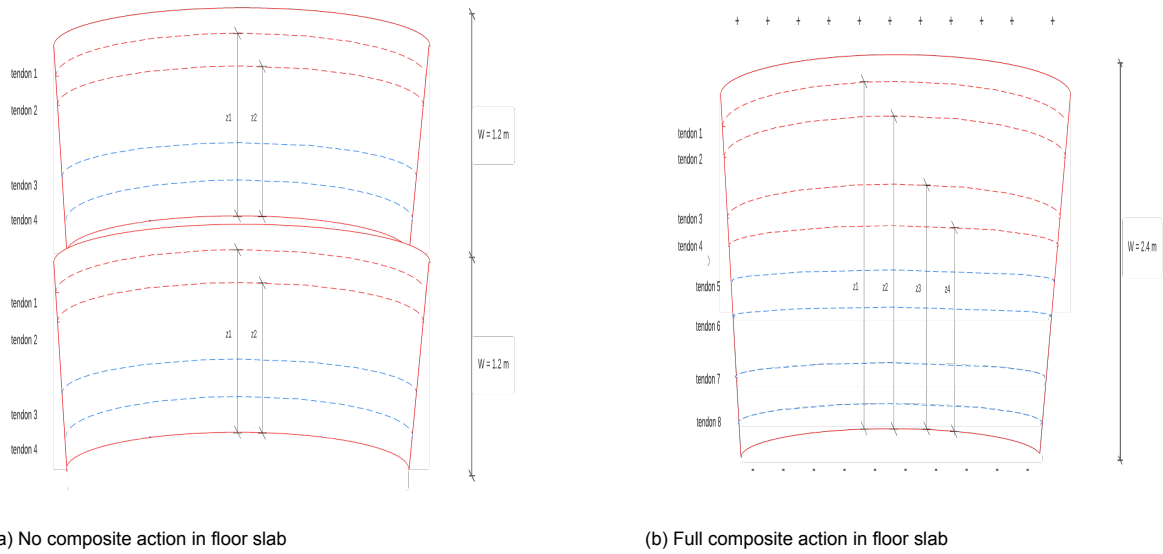 tendon 1
tendon 2
z1
z2
W = 1.2 m
tendon 3
tendon 4
tendon 1
tendon 2
z1
z2
W = 1.2 m
tendon 3
tendon 4
tendon 1
tendon 2
tendon 3
tendon 4
W = 2.4 m
tendon 5
z1
z2
z3
z4
tendon 6
tendon 7
tendon 8
a) No composite action in floor slab
(b) Full composite action in floor slab